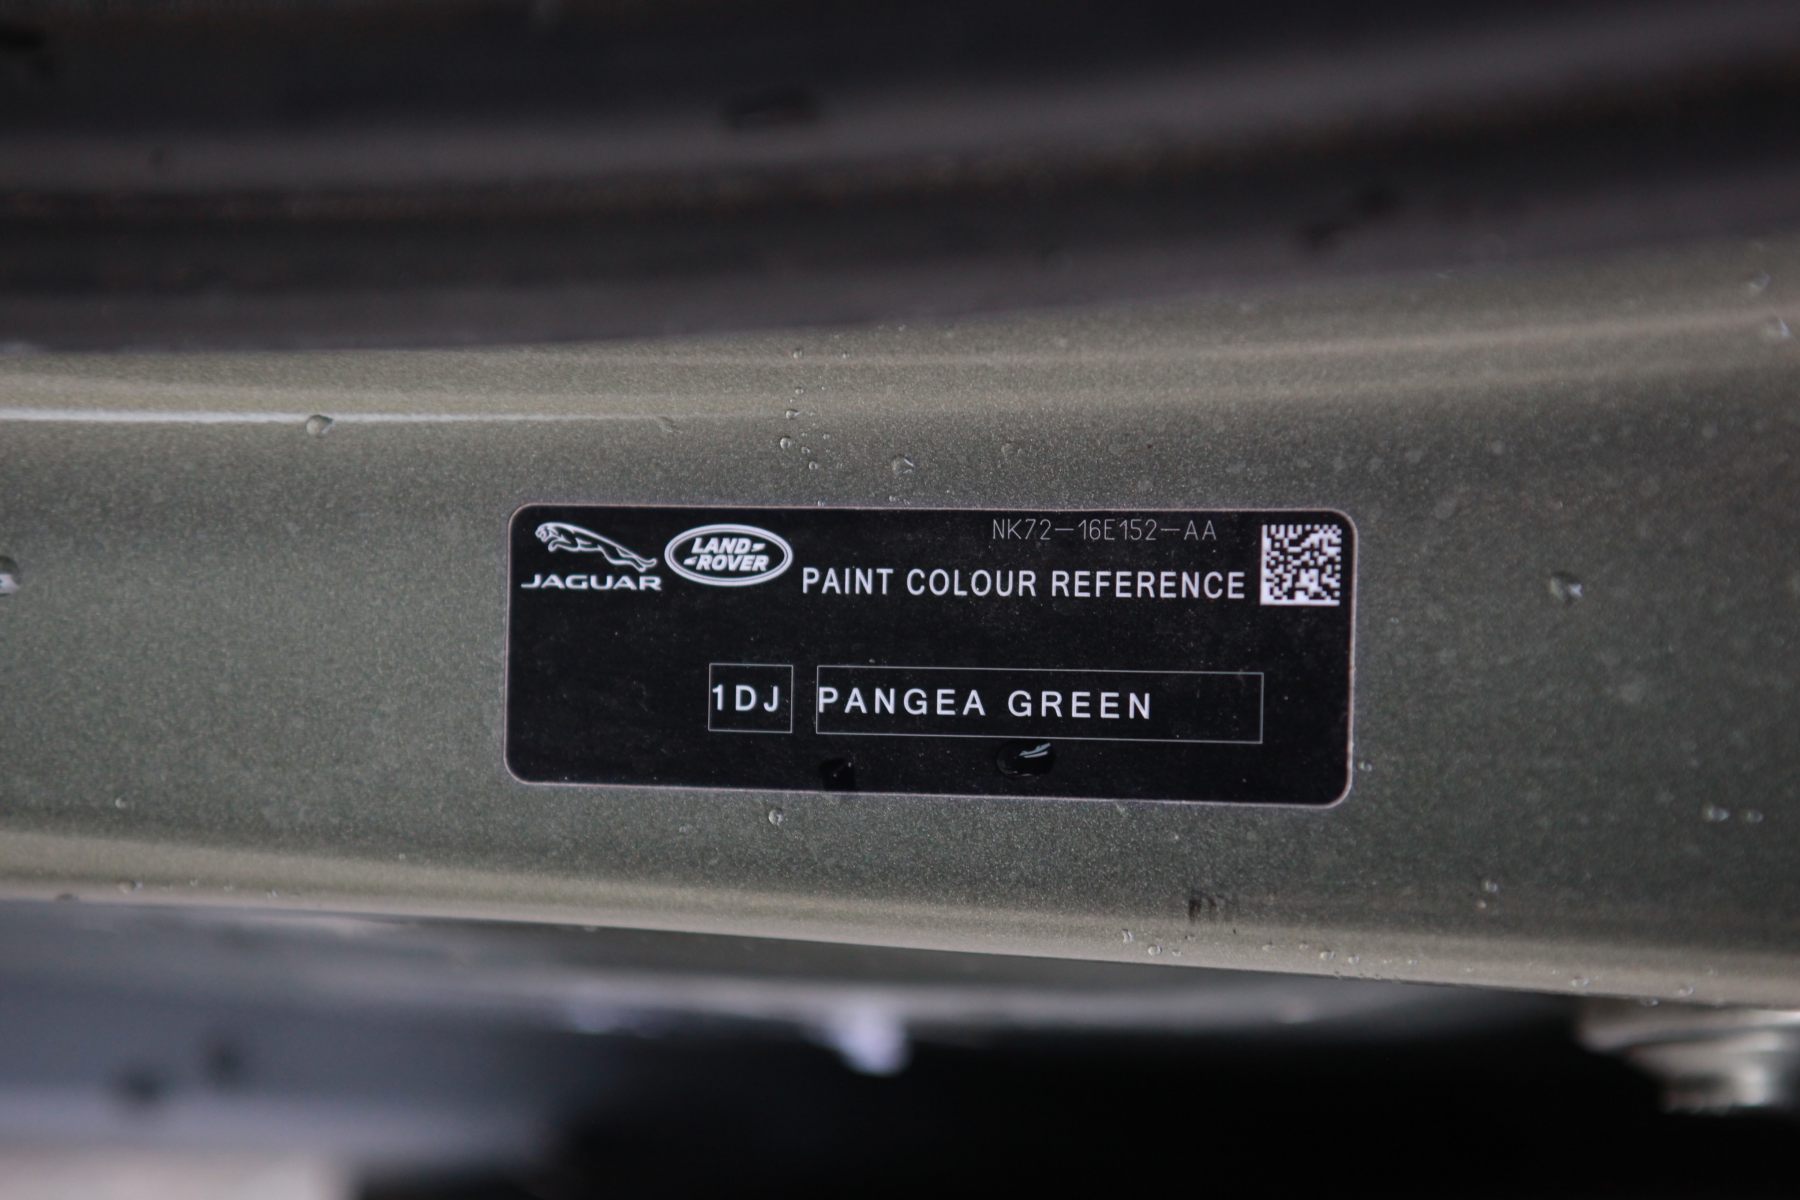 NK72-16E152-AA
JAGUAR
LAND
ROVER
PAINT COLOUR REFERENCE
1DJ PANGEA GREEN